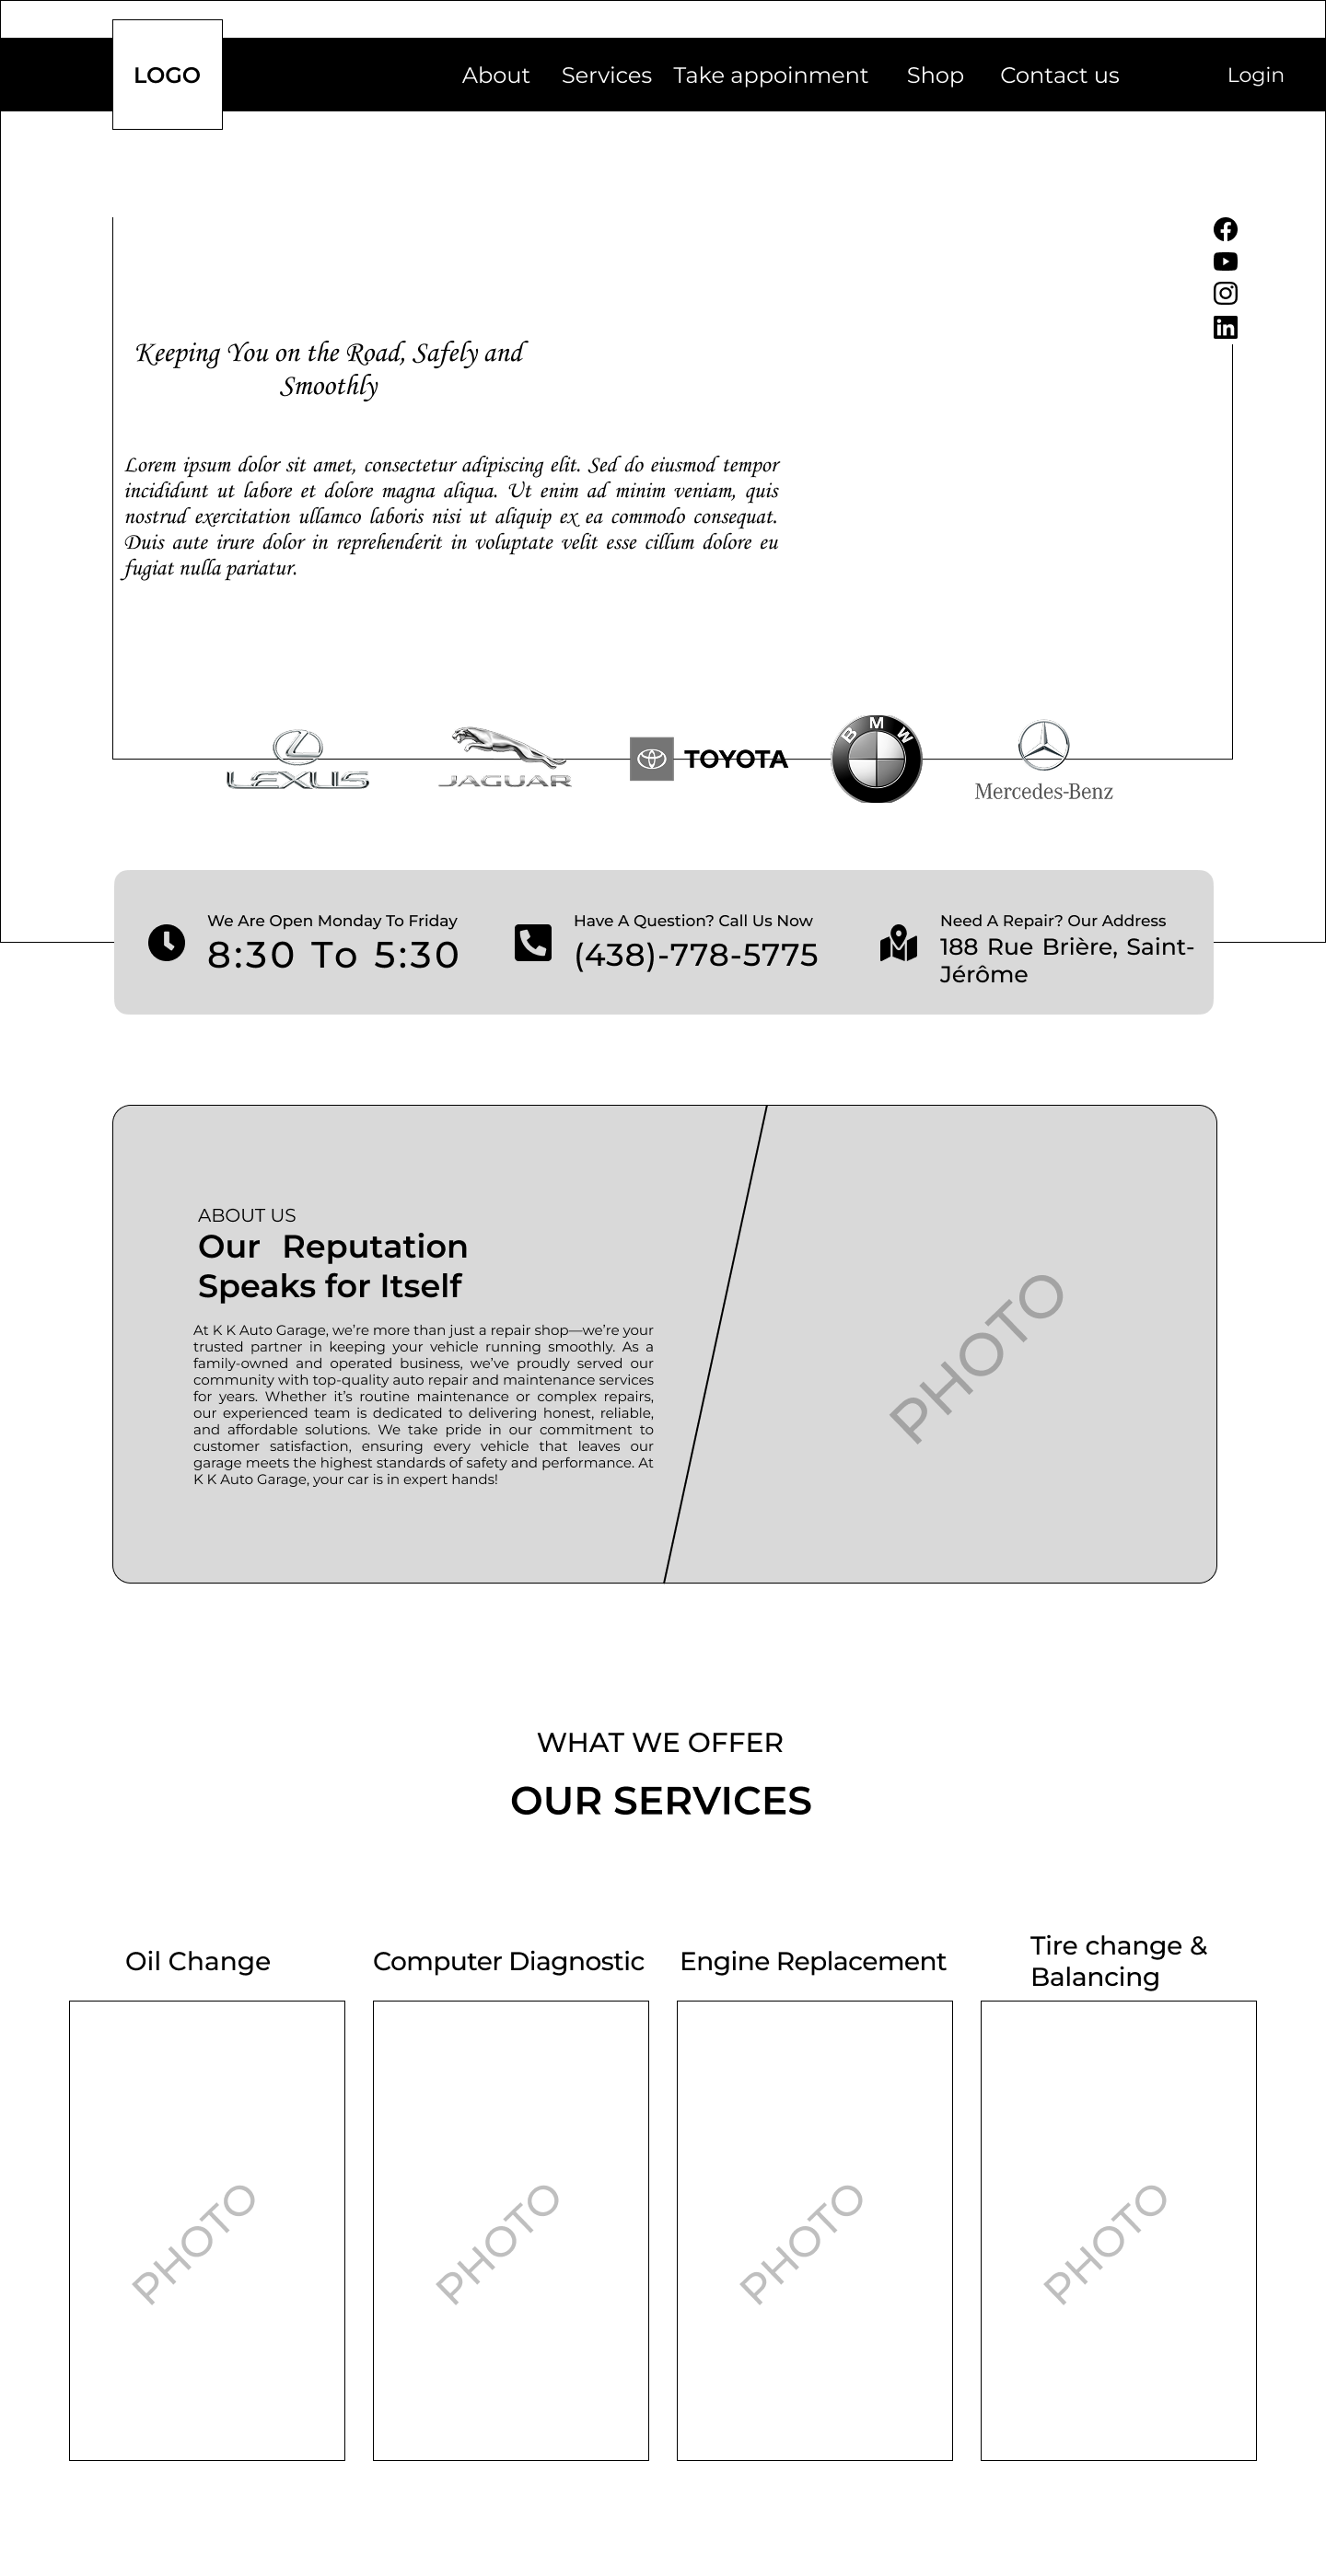 LOGO
About Services Take appoinment Shop Contact us Login
Keeping You on the Road, Safely and
Smoothly
Lorem ipsum dolor sit amet, consectetur adipiscing elit. Sed do eiusmod tempor
incididunt ut labore et dolore magna aliqua. Ut enim ad minim veniam, quis
nostrud exercitation ullamco laboris nisi ut aliquip ex ea commodo consequat.
Duis aute irure dolor in reprehenderit in voluptate velit esse cillum dolore eu
fugiat nulla pariatur.
LEXUS
JAGUAR
TOYOTA
BMW
Mercedes-Benz
We Are Open Monday To Friday
8:30 To 5:30
Have A Question? Call Us Now
(438)-778-5775
Need A Repair? Our Address
188 Rue Brière, Saint-
Jérôme
ABOUT US
Our Reputation
Speaks for Itself
At K K Auto Garage, we’re more than just a repair shop—we’re your
trusted partner in keeping your vehicle running smoothly. As a
family-owned and operated business, we’ve proudly served our
community with top-quality auto repair and maintenance services
for years. Whether it’s routine maintenance or complex repairs,
our experienced team is dedicated to delivering honest, reliable,
and affordable solutions. We take pride in our commitment to
customer satisfaction, ensuring every vehicle that leaves our
garage meets the highest standards of safety and performance. At
K K Auto Garage, your car is in expert hands!
PHOTO
WHAT WE OFFER
OUR SERVICES
Oil Change
Computer Diagnostic
Engine Replacement
Tire change &
Balancing
PHOTO
PHOTO
PHOTO
PHOTO